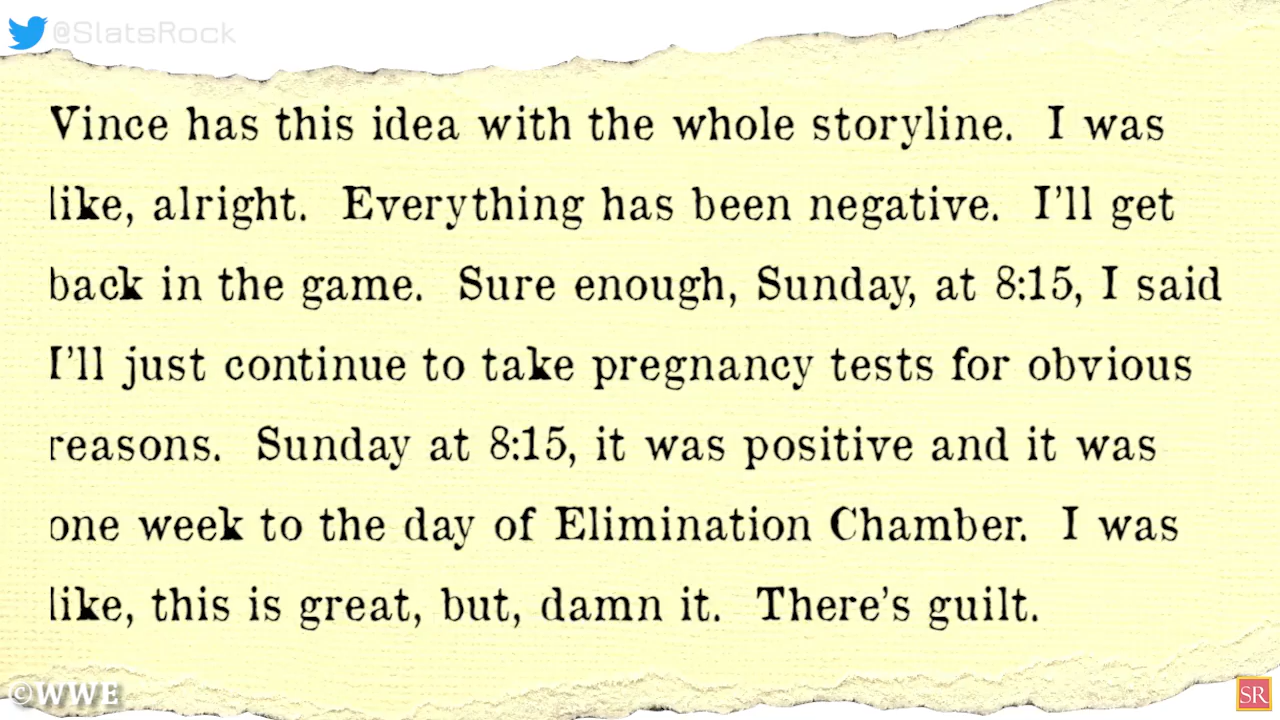 @SlatsRock
Vince has this idea with the whole storyline. I was
like, alright. Everything has been negative. I'll get
back in the game. Sure enough, Sunday, at 8:15, I said
I'll just continue to take pregnancy tests for obvious
reasons. Sunday at 8:15, it was positive and it was
one week to the day of Elimination Chamber. I was
like, this is great, but, damn it. There's guilt.
©WWE
SR